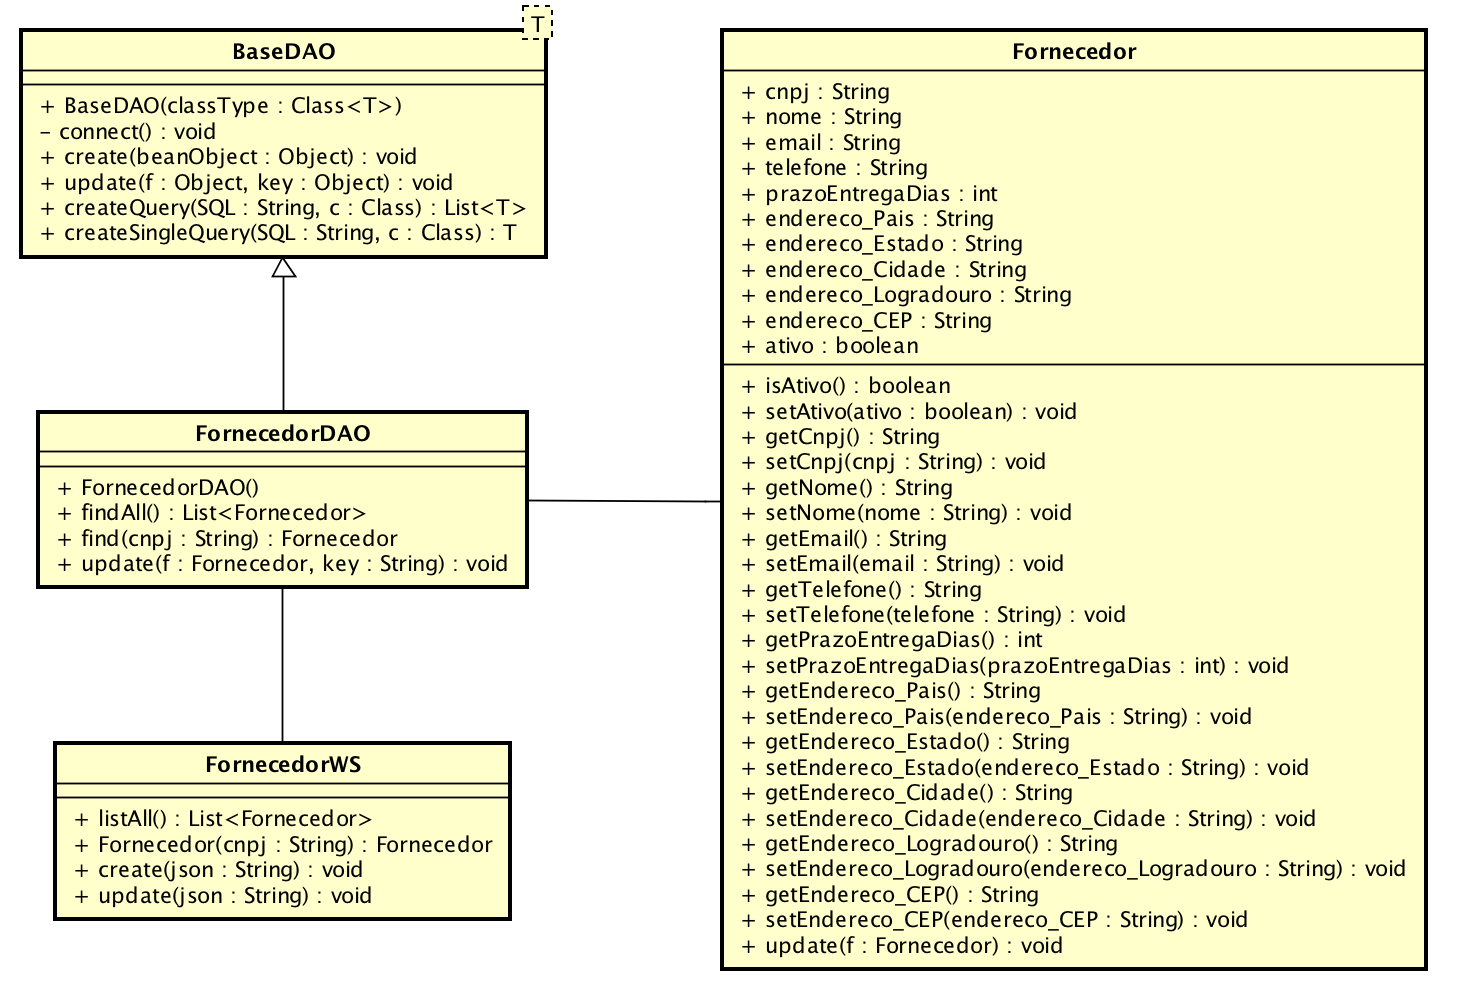 T
BaseDAO
+ BaseDAO(classType : Class<T>)
- connect() : void
+ create(beanObject : Object) : void
+ update(f : Object, key : Object) : void
+ createQuery(SQL : String, c : Class) : List<T>
+ createSingleQuery(SQL : String, c : Class) : T
FornecedorDAO
+ FornecedorDAO()
+ findAll() : List<Fornecedor>
+ find(cnpj : String) : Fornecedor
+ update(f : Fornecedor, key : String) : void
FornecedorWS
+ listAll() : List<Fornecedor>
+ Fornecedor(cnpj : String) : Fornecedor
+ create(json : String) : void
+ update(json : String) : void
Fornecedor
+ cnpj : String
+ nome : String
+ email : String
+ telefone : String
+ prazoEntregaDias : int
+ endereco_Pais : String
+ endereco_Estado : String
+ endereco_Cidade : String
+ endereco_Logradouro : String
+ endereco_CEP : String
+ ativo : boolean
+ isAtivo() : boolean
+ setAtivo(ativo : boolean) : void
+ getCnpj() : String
+ setCnpj(cnpj : String) : void
+ getNome() : String
+ setNome(nome : String) : void
+ getEmail() : String
+ setEmail(email : String) : void
+ getTelefone() : String
+ setTelefone(telefone : String) : void
+ getPrazoEntregaDias() : int
+ setPrazoEntregaDias(prazoEntregaDias : int) : void
+ getEndereco_Pais() : String
+ setEndereco_Pais(endereco_Pais : String) : void
+ getEndereco_Estado() : String
+ setEndereco_Estado(endereco_Estado : String) : void
+ getEndereco_Cidade() : String
+ setEndereco_Cidade(endereco_Cidade : String) : void
+ getEndereco_Logradouro() : String
+ setEndereco_Logradouro(endereco_Logradouro : String) : void
+ getEndereco_CEP() : String
+ setEndereco_CEP(endereco_CEP : String) : void
+ update(f : Fornecedor) : void